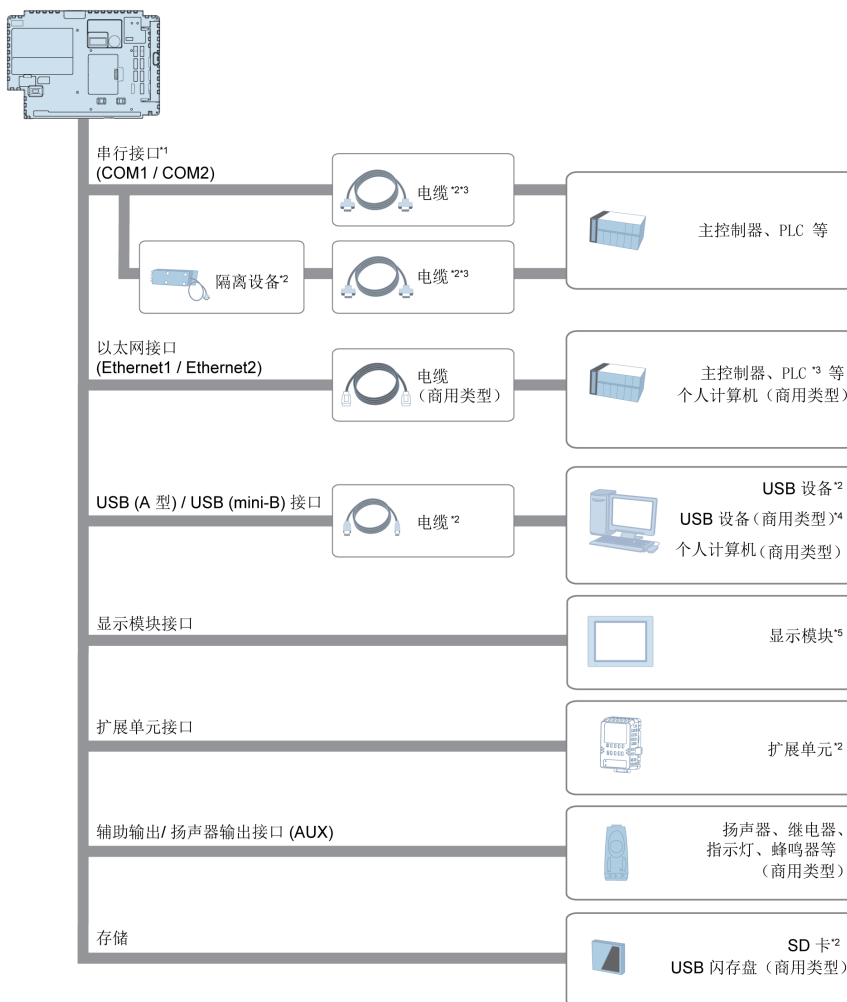 串行接口*1
(COM1 / COM2)
电缆 *2*3
主控制器、PLC 等
隔离设备*2
电缆 *2*3
以太网接口
(Ethernet1 / Ethernet2)
电缆
（商用类型）
主控制器、PLC *3 等
个人计算机（商用类型）
USB (A 型) / USB (mini-B) 接口
电缆 *2
USB 设备*2
USB 设备（商用类型）*4
个人计算机（商用类型）
显示模块接口
显示模块*5
扩展单元接口
扩展单元*2
辅助输出/ 扬声器输出接口 (AUX)
扬声器、继电器、
指示灯、蜂鸣器等
（商用类型）
存储
SD 卡*2
USB 闪存盘（商用类型）